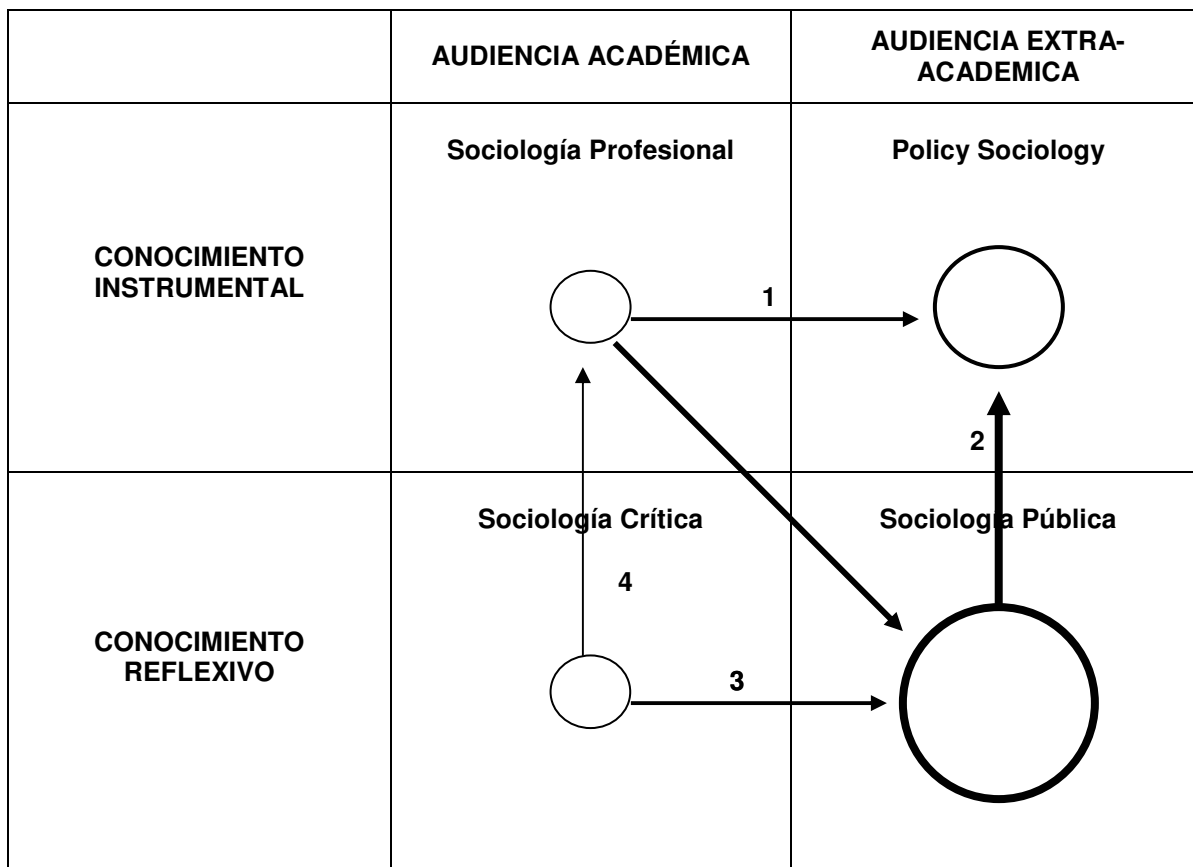 AUDIENCIA ACADÉMICA
AUDIENCIA EXTRA-
ACADEMICA
CONOCIMIENTO
INSTRUMENTAL
Sociología Profesional
Policy Sociology
1
2
CONOCIMIENTO
REFLEXIVO
Sociología Crítica
Sociología Pública
4
3